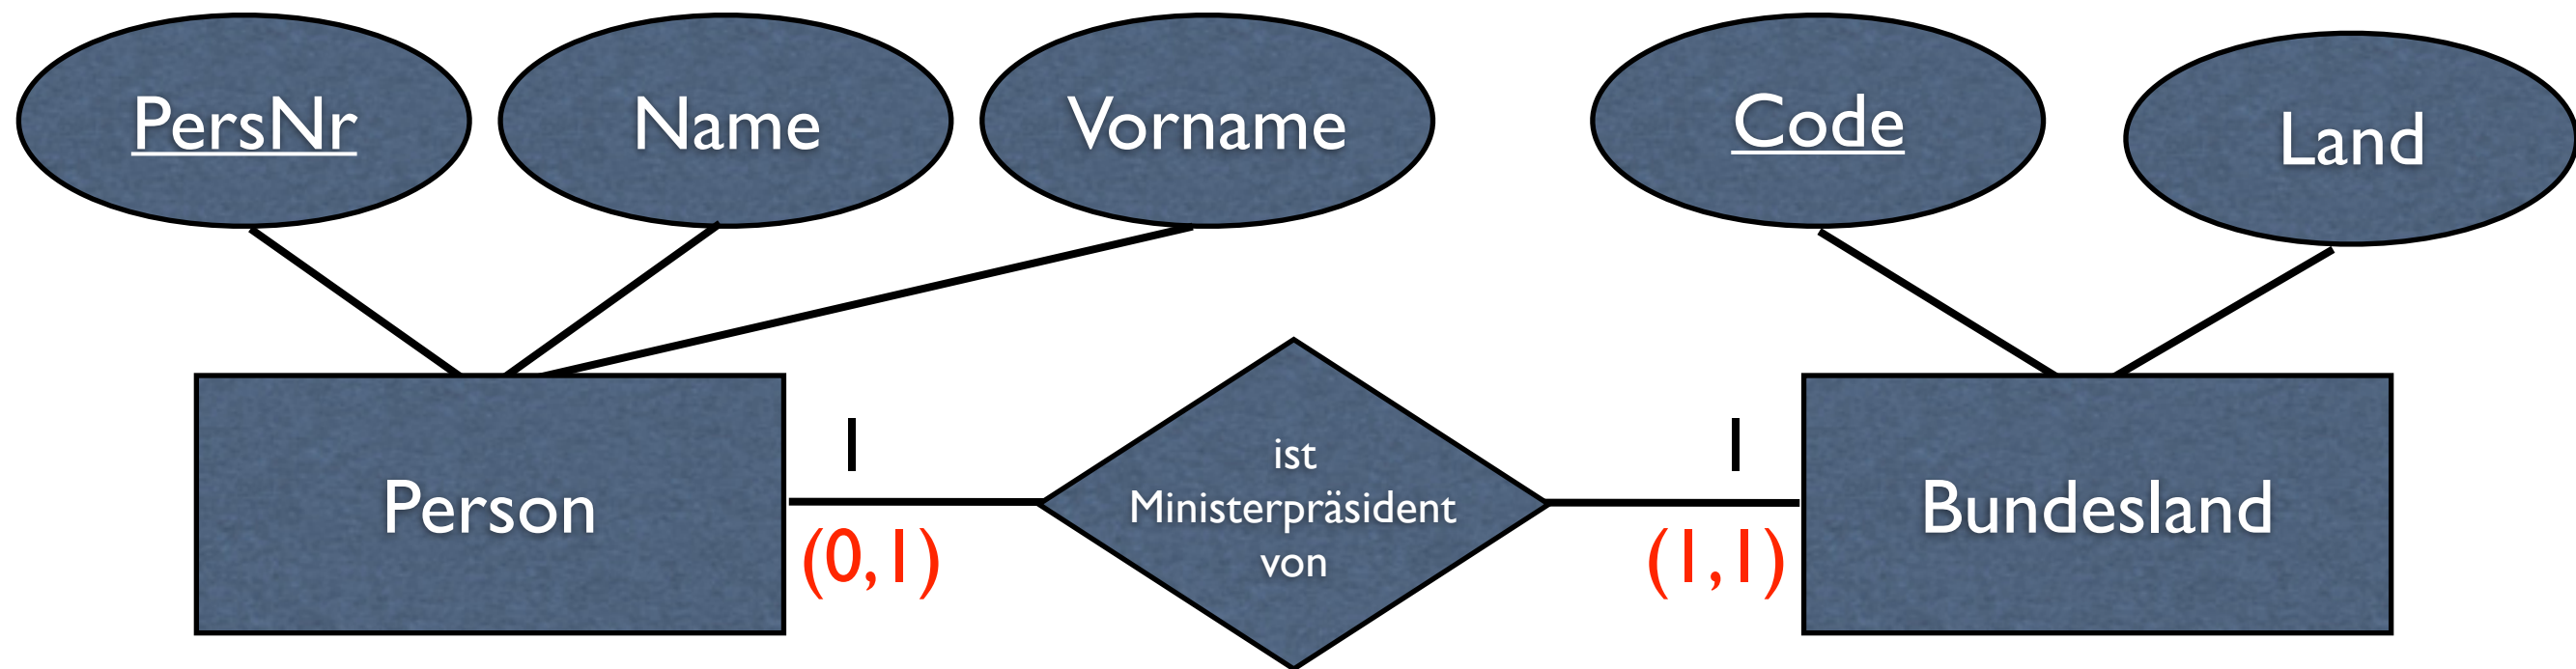 PersNr
Name
Vorname
Code
Land
Person
1
(0,1)
ist
Ministerpräsident
von
1
(1,1)
Bundesland